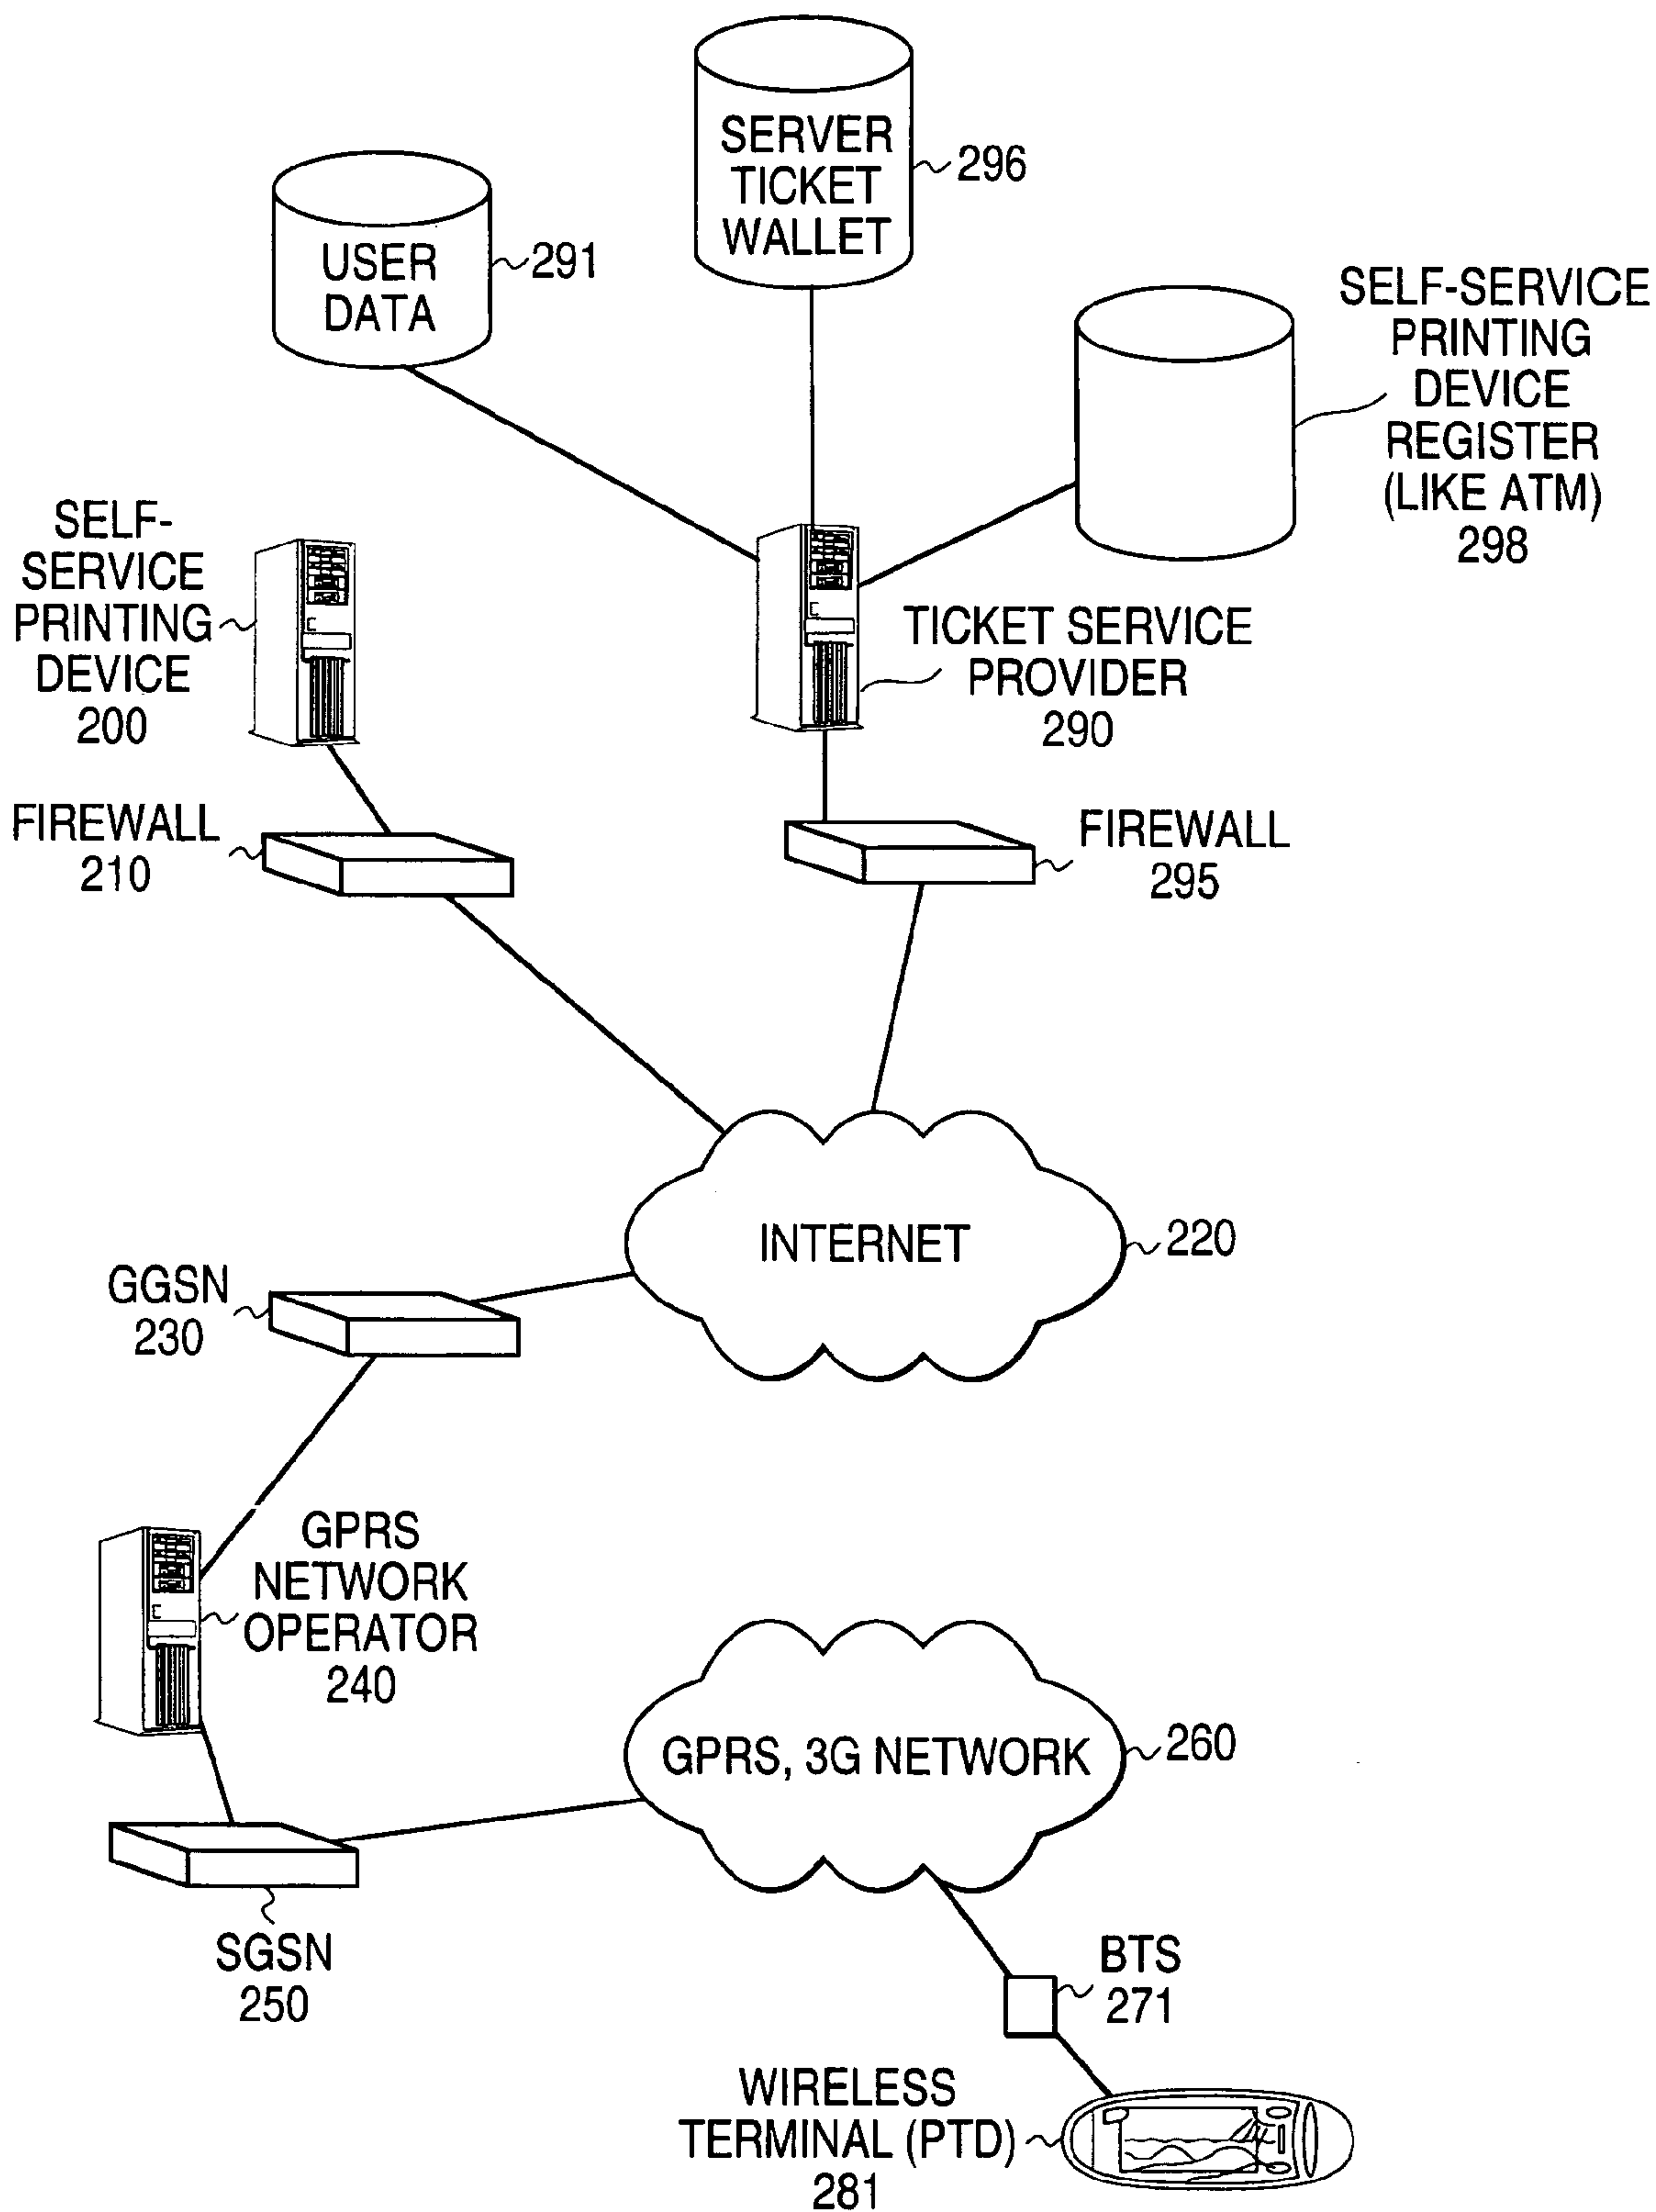 SERVER
TICKET
WALLET
296
USER
DATA
291
SELF-SERVICE
PRINTING
DEVICE
REGISTER
(LIKE ATM)
298
SELF-
SERVICE
PRINTING
DEVICE
200
TICKET SERVICE
PROVIDER
290
FIREWALL
210
FIREWALL
295
INTERNET
220
GGSN
230
GPRS
NETWORK
OPERATOR
240
GPRS, 3G NETWORK
260
SGSN
250
BTS
271
WIRELESS
TERMINAL (PTD)
281